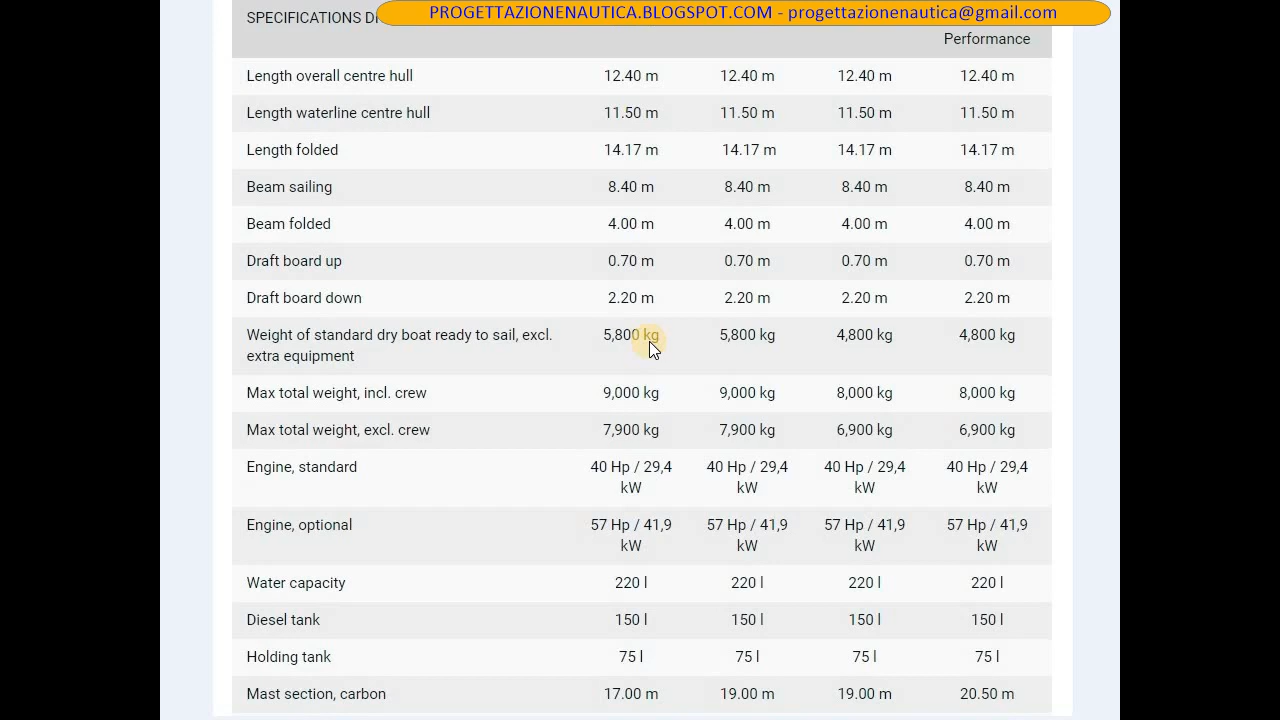 PROGETTAZIONENAUTICA.BLOGSPOT.COM - progettazionenautica@gmail.com
SPECIFICATIONS
Performance
Length overall centre hull 12.40 m 12.40 m 12.40 m 12.40 m
Length waterline centre hull 11.50 m 11.50 m 11.50 m 11.50 m
Length folded 14.17 m 14.17 m 14.17 m 14.17 m
Beam sailing 8.40 m 8.40 m 8.40 m 8.40 m
Beam folded 4.00 m 4.00 m 4.00 m 4.00 m
Draft board up 0.70 m 0.70 m 0.70 m 0.70 m
Draft board down 2.20 m 2.20 m 2.20 m 2.20 m
Weight of standard dry boat ready to sail, excl. 5,800 kg 5,800 kg 4,800 kg 4,800 kg
extra equipment
Max total weight, incl. crew 9,000 kg 9,000 kg 8,000 kg 8,000 kg
Max total weight, excl. crew 7,900 kg 7,900 kg 6,900 kg 6,900 kg
Engine, standard 40 Hp / 29,4 40 Hp / 29,4 40 Hp / 29,4 40 Hp / 29,4
kW kW kW kW
Engine, optional 57 Hp / 41,9 57 Hp / 41,9 57 Hp / 41,9 57 Hp / 41,9
kW kW kW kW
Water capacity 220 l 220 l 220 l 220 l
Diesel tank 150 l 150 l 150 l 150 l
Holding tank 75 l 75 l 75 l 75 l
Mast section, carbon 17.00 m 19.00 m 19.00 m 20.50 m